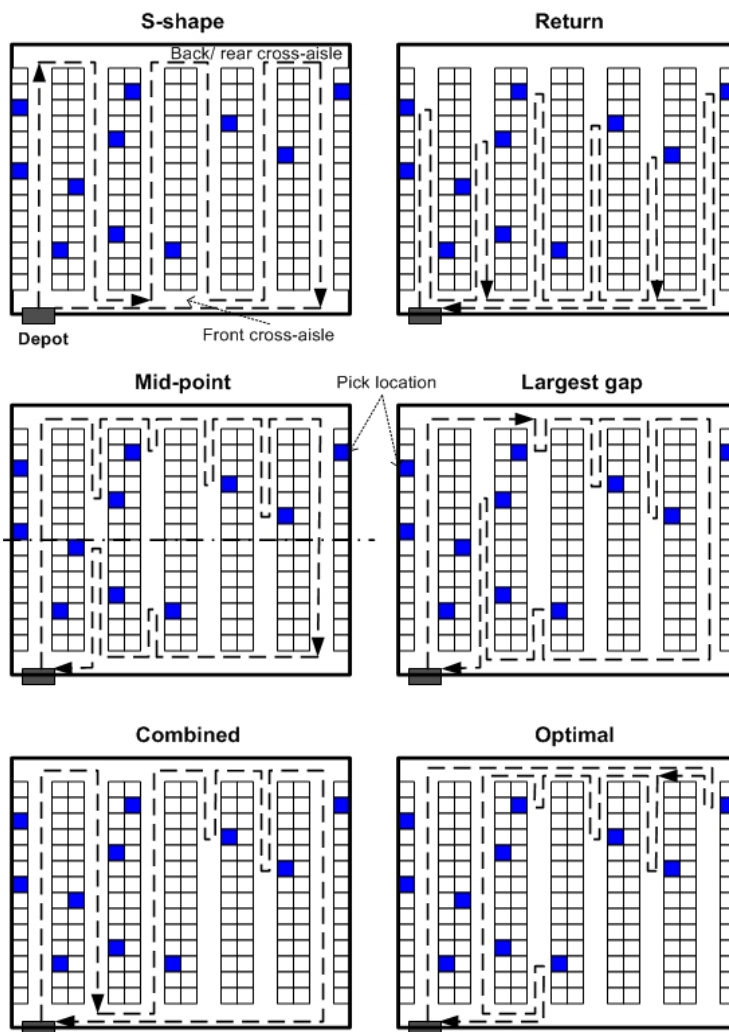 S-shape
Return
Back/ rear cross-aisle
Depot
Front cross-aisle
Mid-point
Pick location
Largest gap
Combined
Optimal